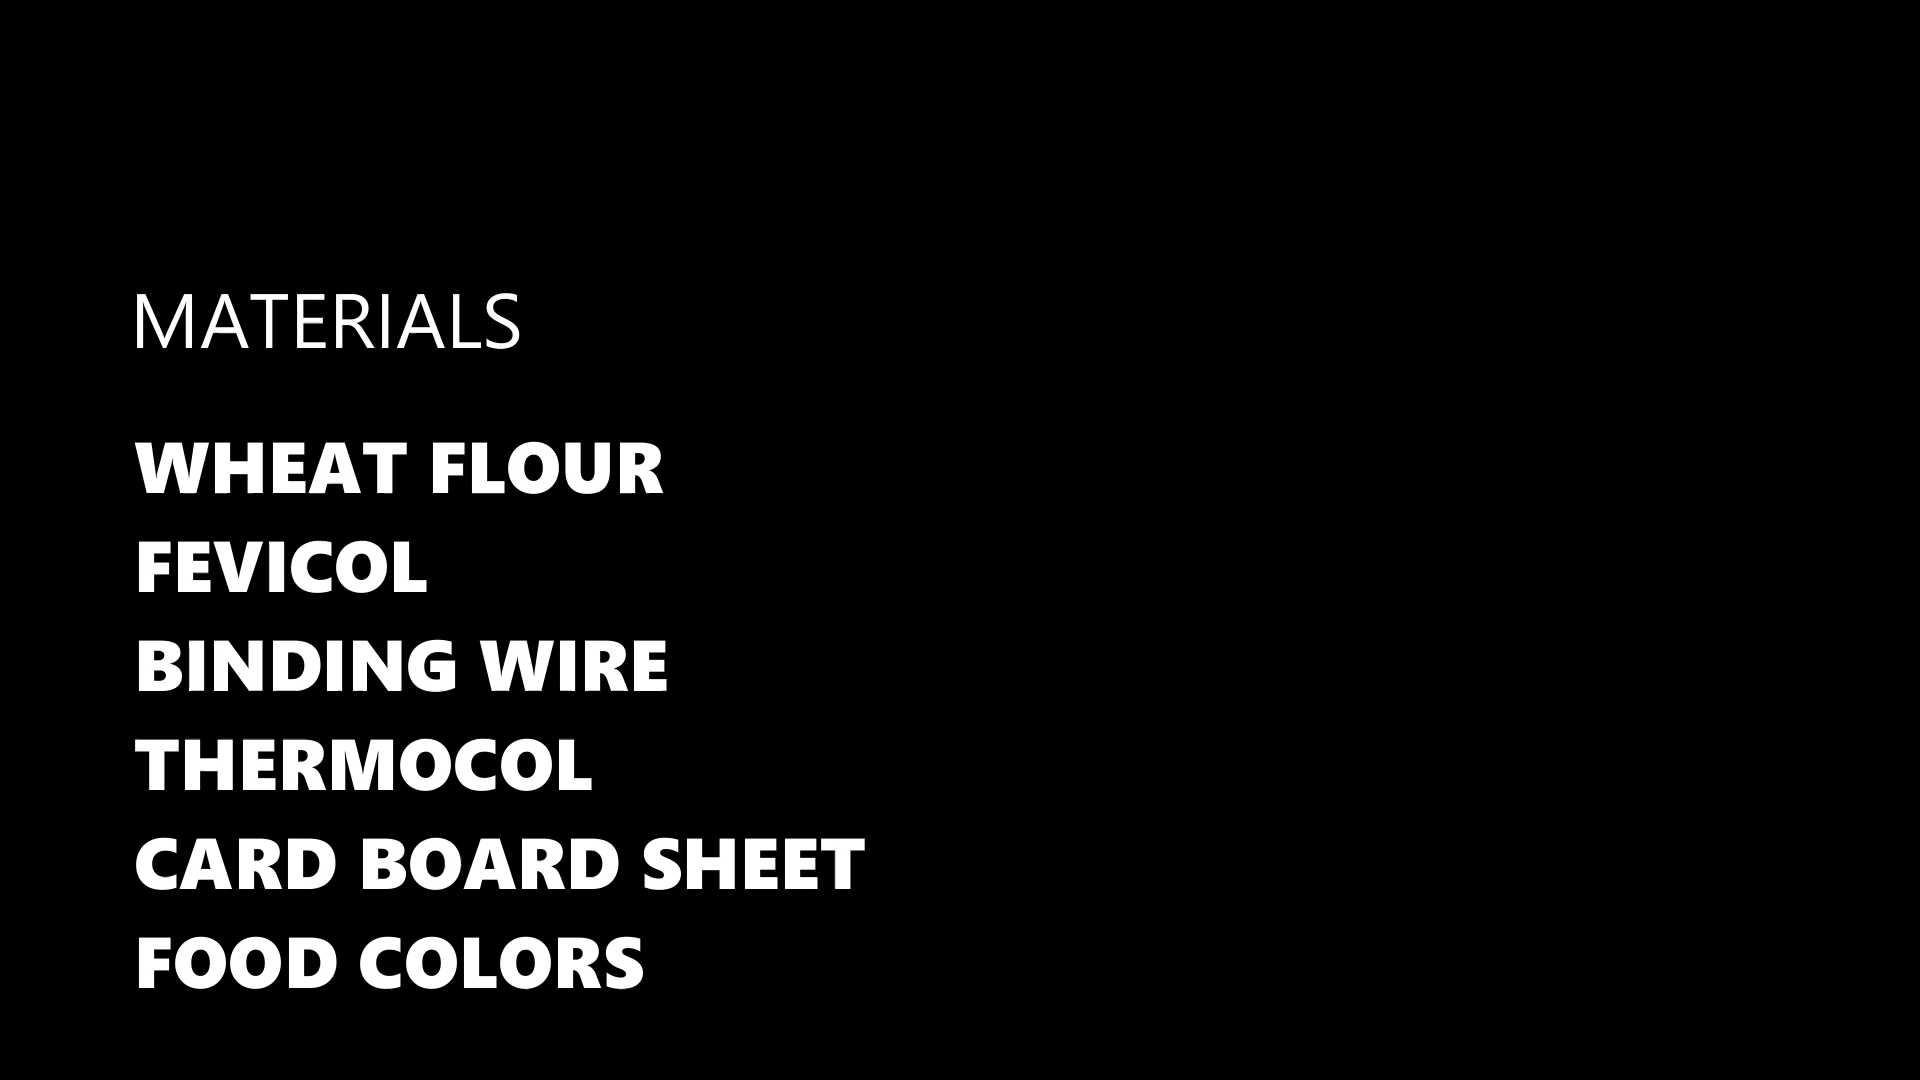 MATERIALS
WHEAT FLOUR
FEVICOL
BINDING WIRE
THERMOCOL
CARD BOARD SHEET
FOOD COLORS